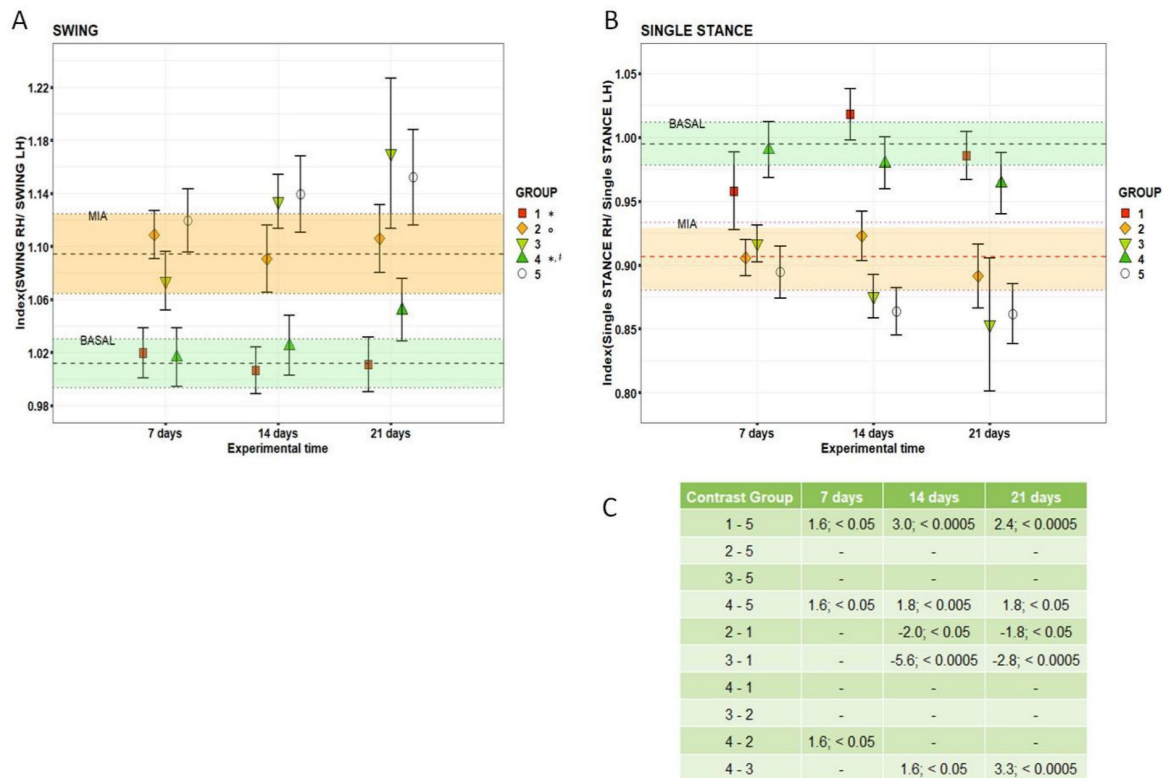 A
SWING
Index(SWING RH/ SWING LH)
1.22
1.18
1.14
1.10
1.06
1.02
0.98
MIA
BASAL
7 days
14 days
21 days
Experimental time
GROUP
1 *
2 °
3
4 *,#
5
B
SINGLE STANCE
Index(Single STANCE RH/ Single STANCE LH)
1.05
1.00
0.95
0.90
0.85
0.80
BASAL
MIA
7 days
14 days
21 days
Experimental time
GROUP
1
2
3
4
5
C
Contrast Group 7 days 14 days 21 days
1 - 5 1.6; < 0.05 3.0; < 0.0005 2.4; < 0.0005
2 - 5 - - -
3 - 5 - - -
4 - 5 1.6; < 0.05 1.8; < 0.005 1.8; < 0.05
2 - 1 - -2.0; < 0.05 -1.8; < 0.05
3 - 1 - -5.6; < 0.0005 -2.8; < 0.0005
4 - 1 - - -
3 - 2 - - -
4 - 2 1.6; < 0.05 - -
4 - 3 - 1.6; < 0.05 3.3; < 0.0005